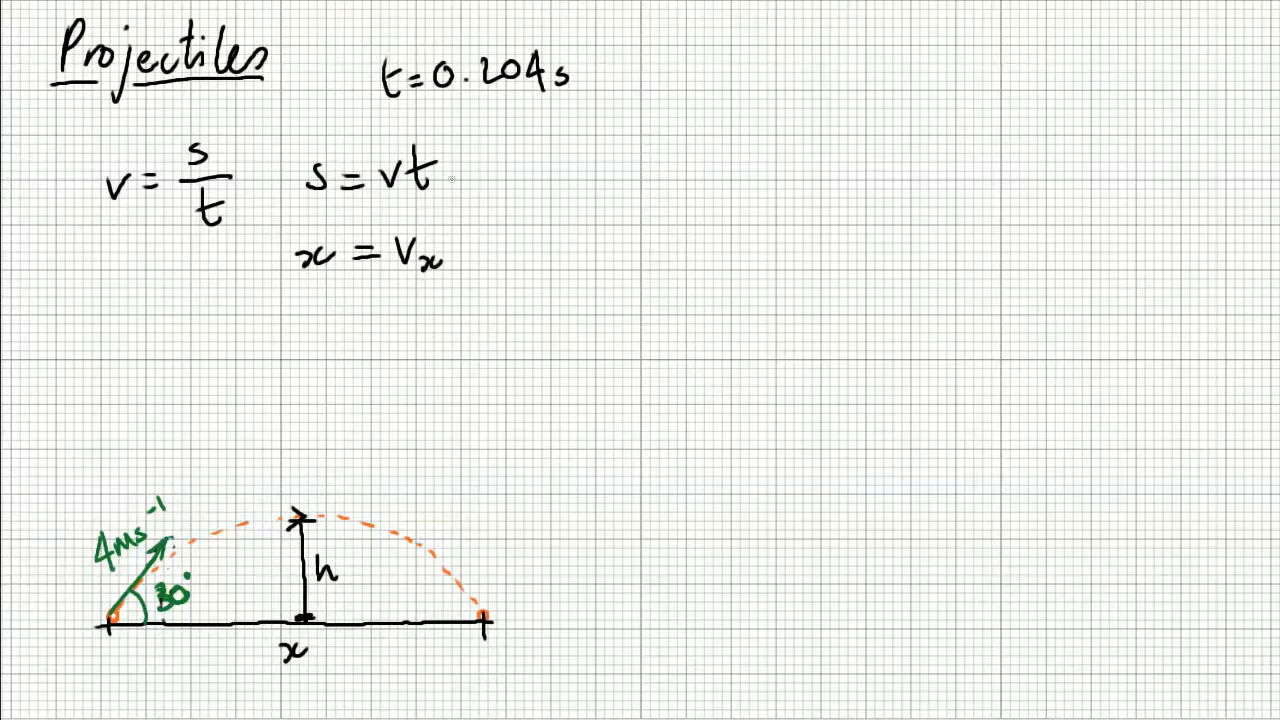 Projectiles
t=0.204s
v = s/t
s = vt
x = vx
4ms⁻¹
30°
h
x